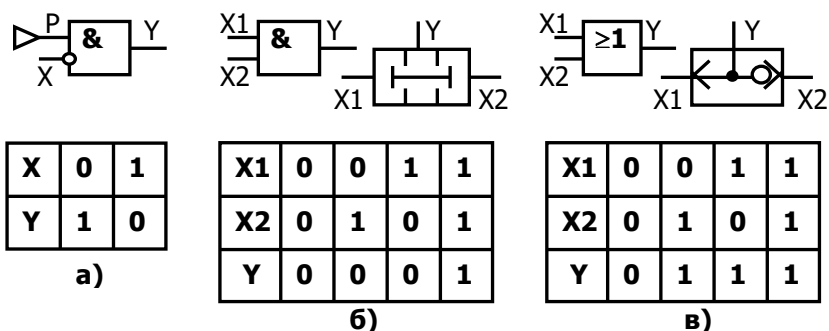 P & Y
X
X1 & Y
X2
Y
X1 X2
X1 ≥1 Y
X2
Y
X1 X2
X 0 1
Y 1 0
а)
X1 0 0 1 1
X2 0 1 0 1
Y 0 0 0 1
б)
X1 0 0 1 1
X2 0 1 0 1
Y 0 1 1 1
в)